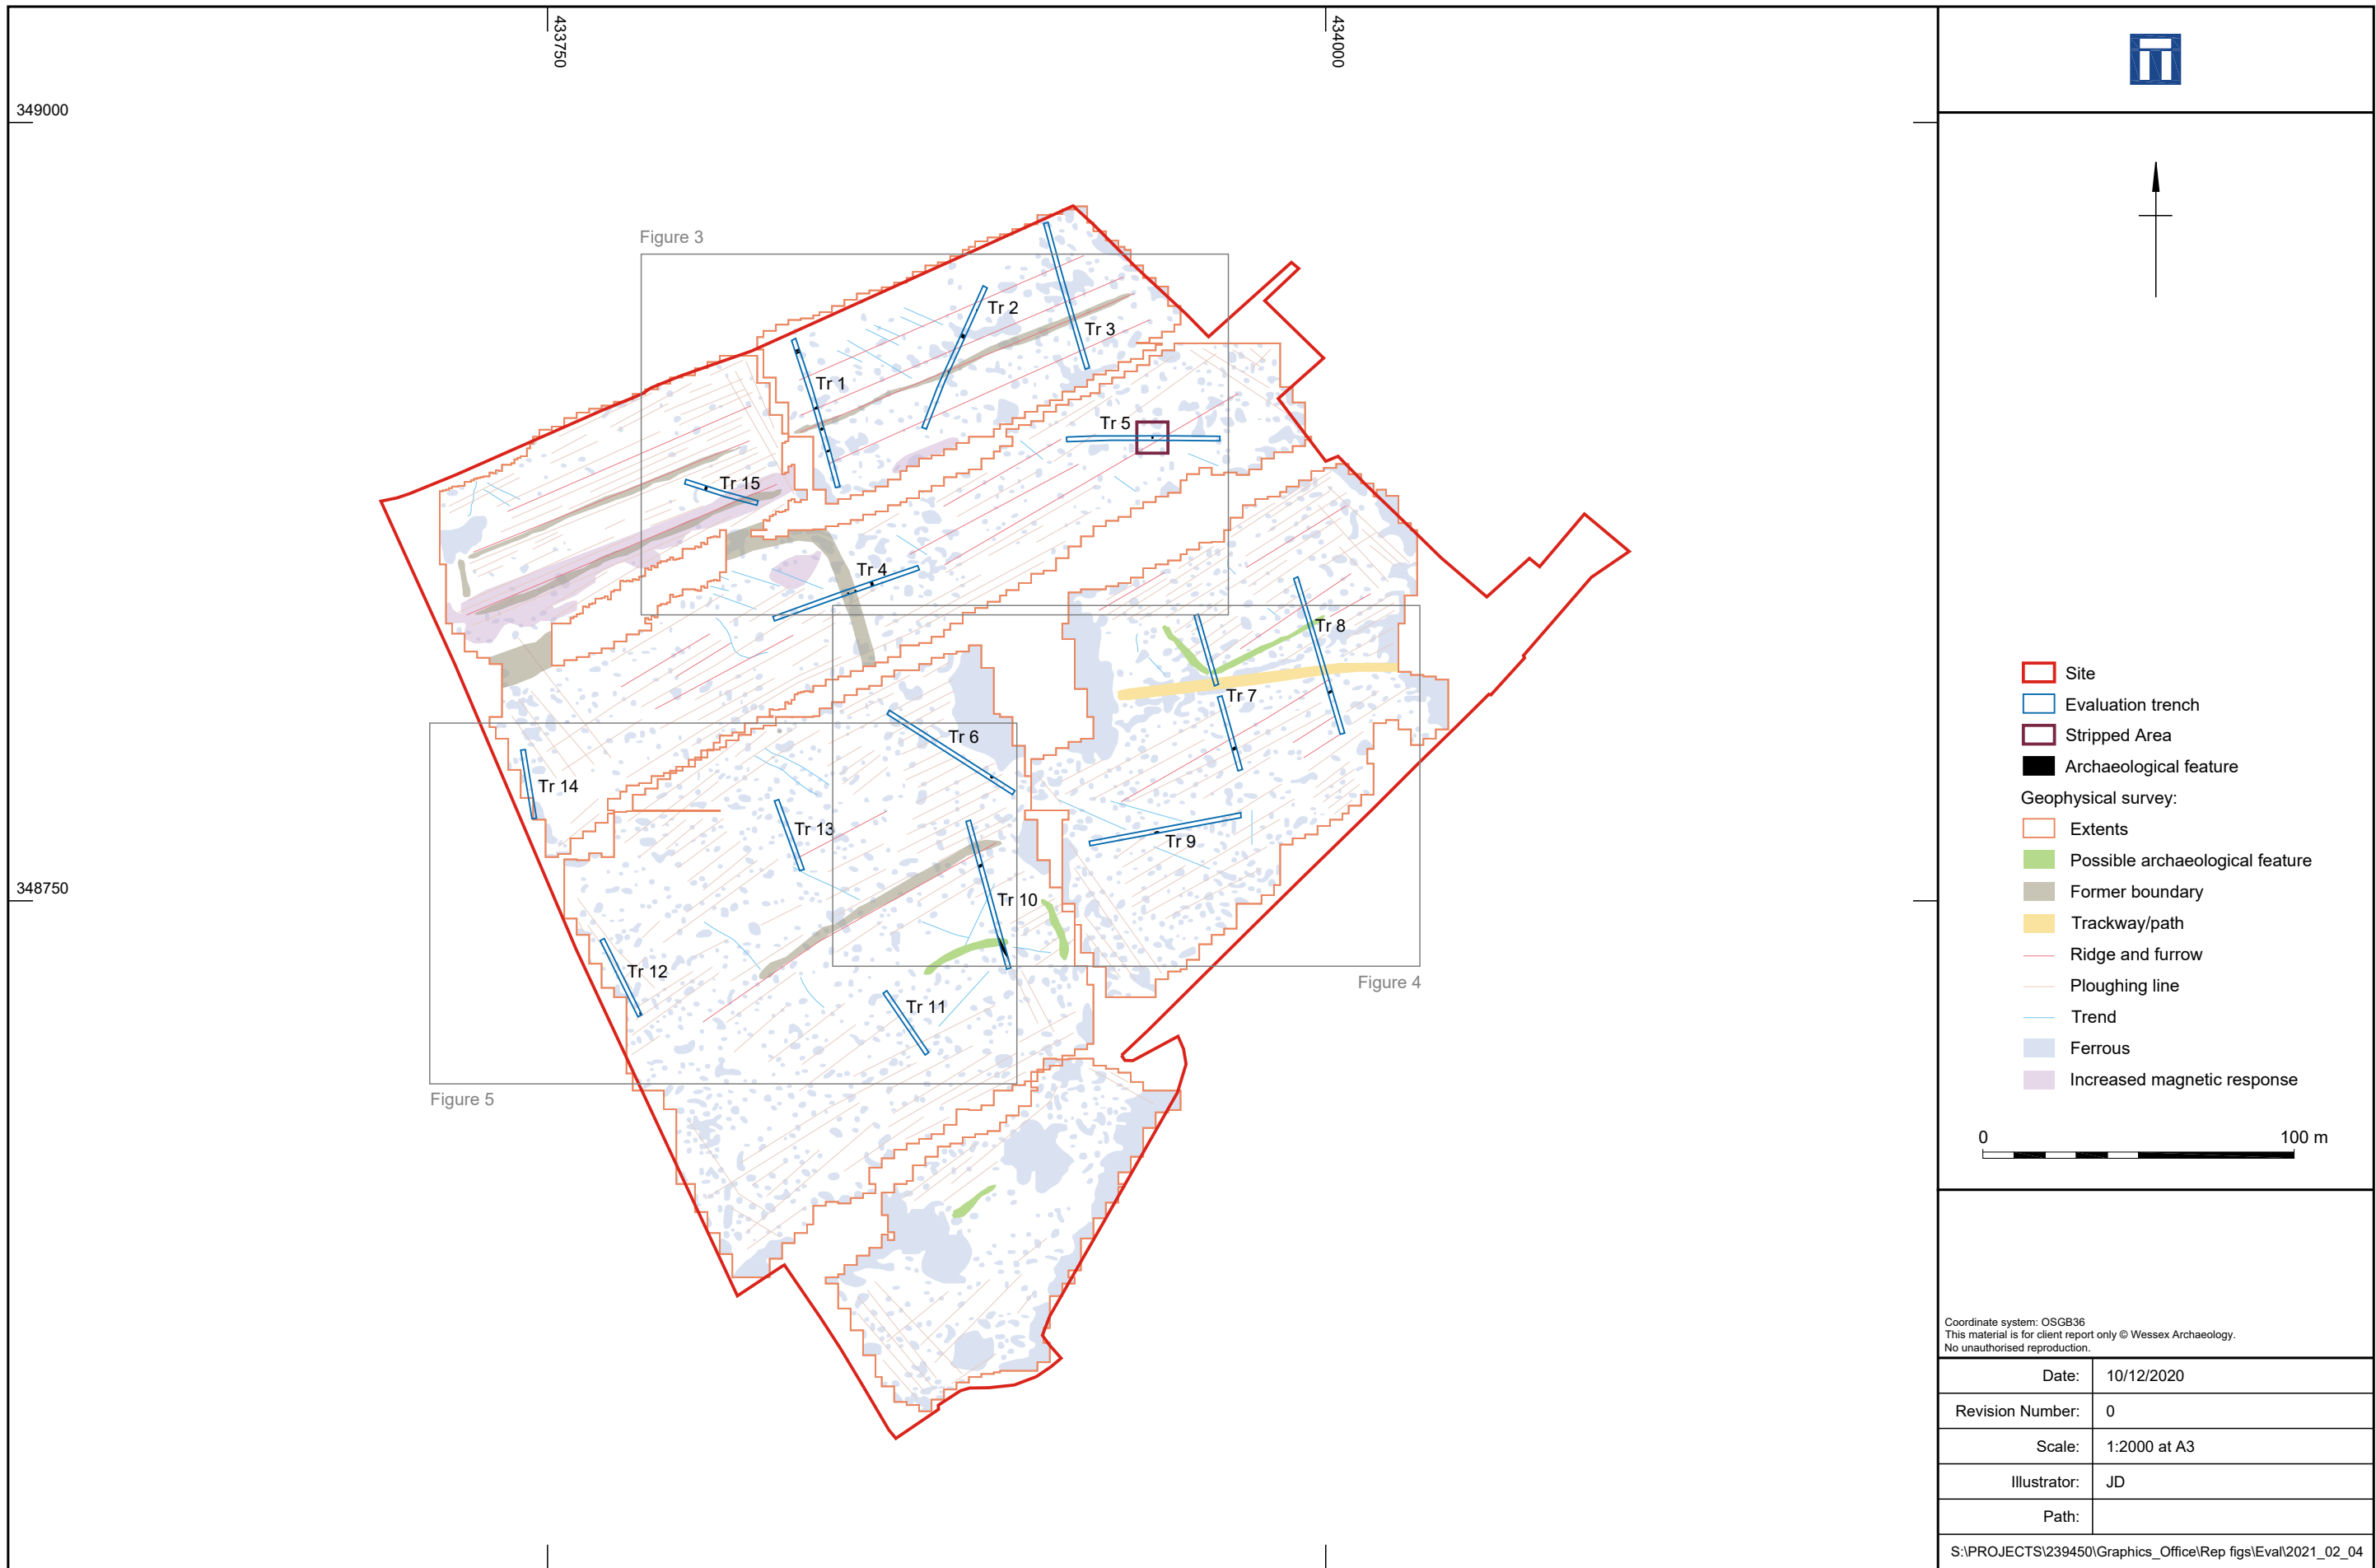 433750
434000
349000
348750
Figure 3
Tr 2
Tr 3
Tr 1
Tr 5
Tr 15
Tr 4
Tr 8
Tr 7
Tr 6
Tr 14
Tr 13
Tr 9
Tr 10
Tr 12
Tr 11
Figure 4
Figure 5
Site
Evaluation trench
Stripped Area
Archaeological feature
Geophysical survey:
Extents
Possible archaeological feature
Former boundary
Trackway/path
Ridge and furrow
Ploughing line
Trend
Ferrous
Increased magnetic response
0 100 m
Coordinate system: OSGB36
This material is for client report only © Wessex Archaeology.
No unauthorised reproduction.
Date: 10/12/2020
Revision Number: 0
Scale: 1:2000 at A3
Illustrator: JD
Path:
S:\PROJECTS\239450\Graphics_Office\Rep figs\Eval\2021_02_04